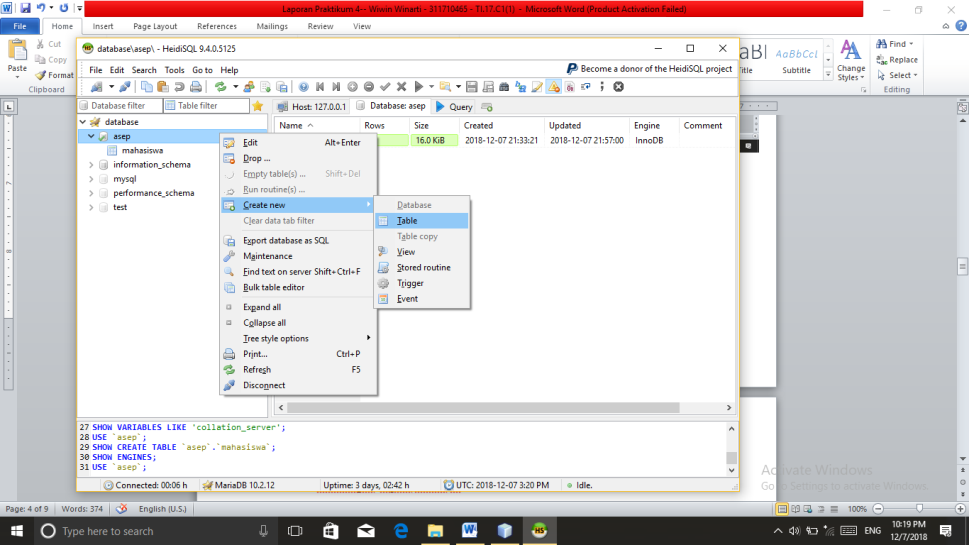 Laporan Praktikum 4-- Wiwin Winarti - 311710465 - TI.17.C1(1) - Microsoft Word (Product Activation Failed)
File Home Insert Page Layout References Mailings Review View
Cut
Copy
Format
Paste
Clipboard
AaBbCcI
Title Subtitle
Change
Styles
Find
Replace
Select
Editing
database\asep\ - HeidiSQL 9.4.0.5125
File Edit Search Tools Go to Help
Become a donor of the HeidiSQL project
Database filter Table filter
Host: 127.0.0.1 Database: asep Query
Name Rows Size Created Updated Engine Comment
16.0 KiB 2018-12-07 21:33:21 2018-12-07 21:57:00 InnoDB
database
asep
mahasiswa
information_schema
mysql
performance_schema
test
Edit Alt+Enter
Drop ...
Empty table(s) ... Shift+Del
Run routine(s) ...
Create new
Clear data tab filter
Export database as SQL
Maintenance
Find text on server Shift+Ctrl+F
Bulk table editor
Expand all
Collapse all
Tree style options
Print... Ctrl+P
Refresh F5
Disconnect
Database
Table
Table copy
View
Stored routine
Trigger
Event
27 SHOW VARIABLES LIKE 'collation_server';
28 USE `asep`;
29 SHOW CREATE TABLE `asep`.`mahasiswa`;
30 SHOW ENGINES;
31 USE `asep`;
Connected: 00:06 h MariaDB 10.2.12 Uptime: 3 days, 02:42 h UTC: 2018-12-07 3:20 PM Idle.
Activate Windows
Go to Settings to activate Windows.
Page: 4 of 9 Words: 374 English (U.S.) 100%
Type here to search
ENG
10:19 PM
12/7/2018